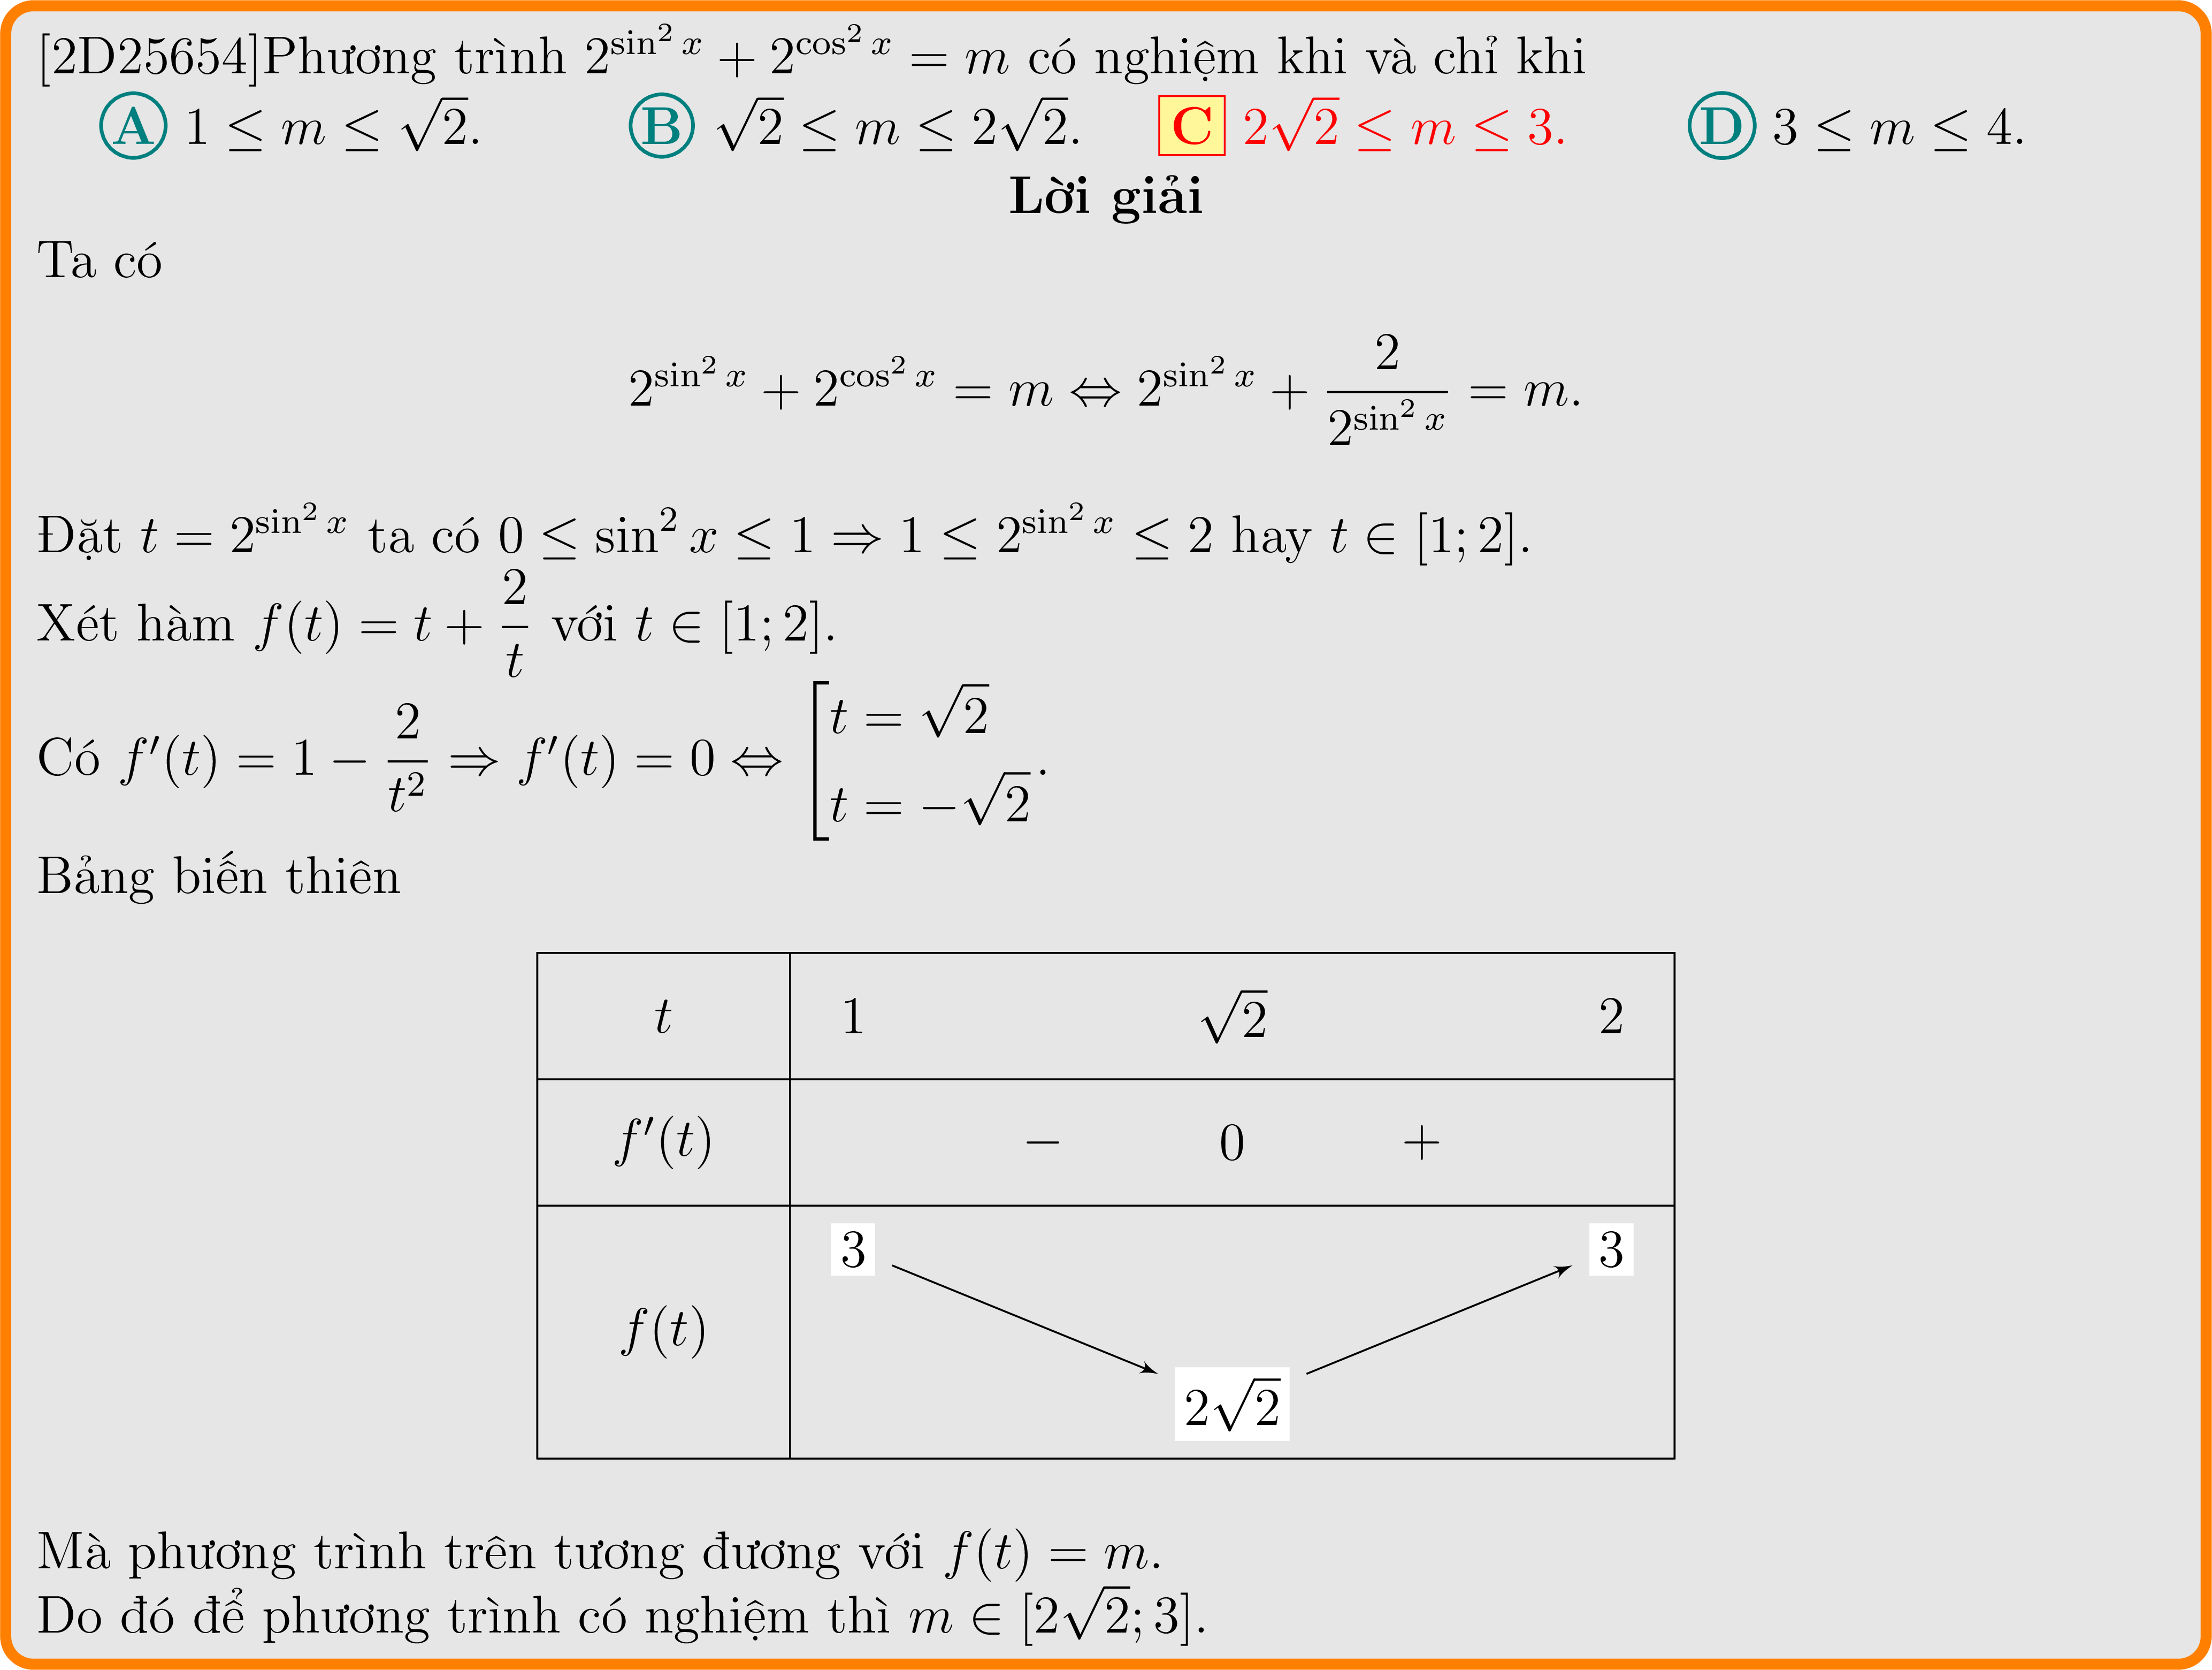 [2D25654]Phương trình $2^{\sin^2 x} + 2^{\cos^2 x} = m$ có nghiệm khi và chỉ khi
A $1 \le m \le \sqrt{2}$. B $\sqrt{2} \le m \le 2\sqrt{2}$. C $2\sqrt{2} \le m \le 3$. D $3 \le m \le 4$.
Lời giải
Ta có
$2^{\sin^2 x} + 2^{\cos^2 x} = m \Leftrightarrow 2^{\sin^2 x} + \dfrac{2}{2^{\sin^2 x}} = m.$
Đặt $t = 2^{\sin^2 x}$ ta có $0 \le \sin^2 x \le 1 \Rightarrow 1 \le 2^{\sin^2 x} \le 2$ hay $t \in [1; 2]$.
Xét hàm $f(t) = t + \dfrac{2}{t}$ với $t \in [1; 2]$.
Có $f'(t) = 1 - \dfrac{2}{t^2} \Rightarrow f'(t) = 0 \Leftrightarrow \left[\begin{array}{l} t = \sqrt{2} \\ t = -\sqrt{2} \end{array}\right.$.
Bảng biến thiên
$t$ 1 $\sqrt{2}$ 2
$f'(t)$ − 0 +
$f(t)$ 3 $2\sqrt{2}$ 3
Mà phương trình trên tương đương với $f(t) = m$.
Do đó để phương trình có nghiệm thì $m \in [2\sqrt{2}; 3]$.